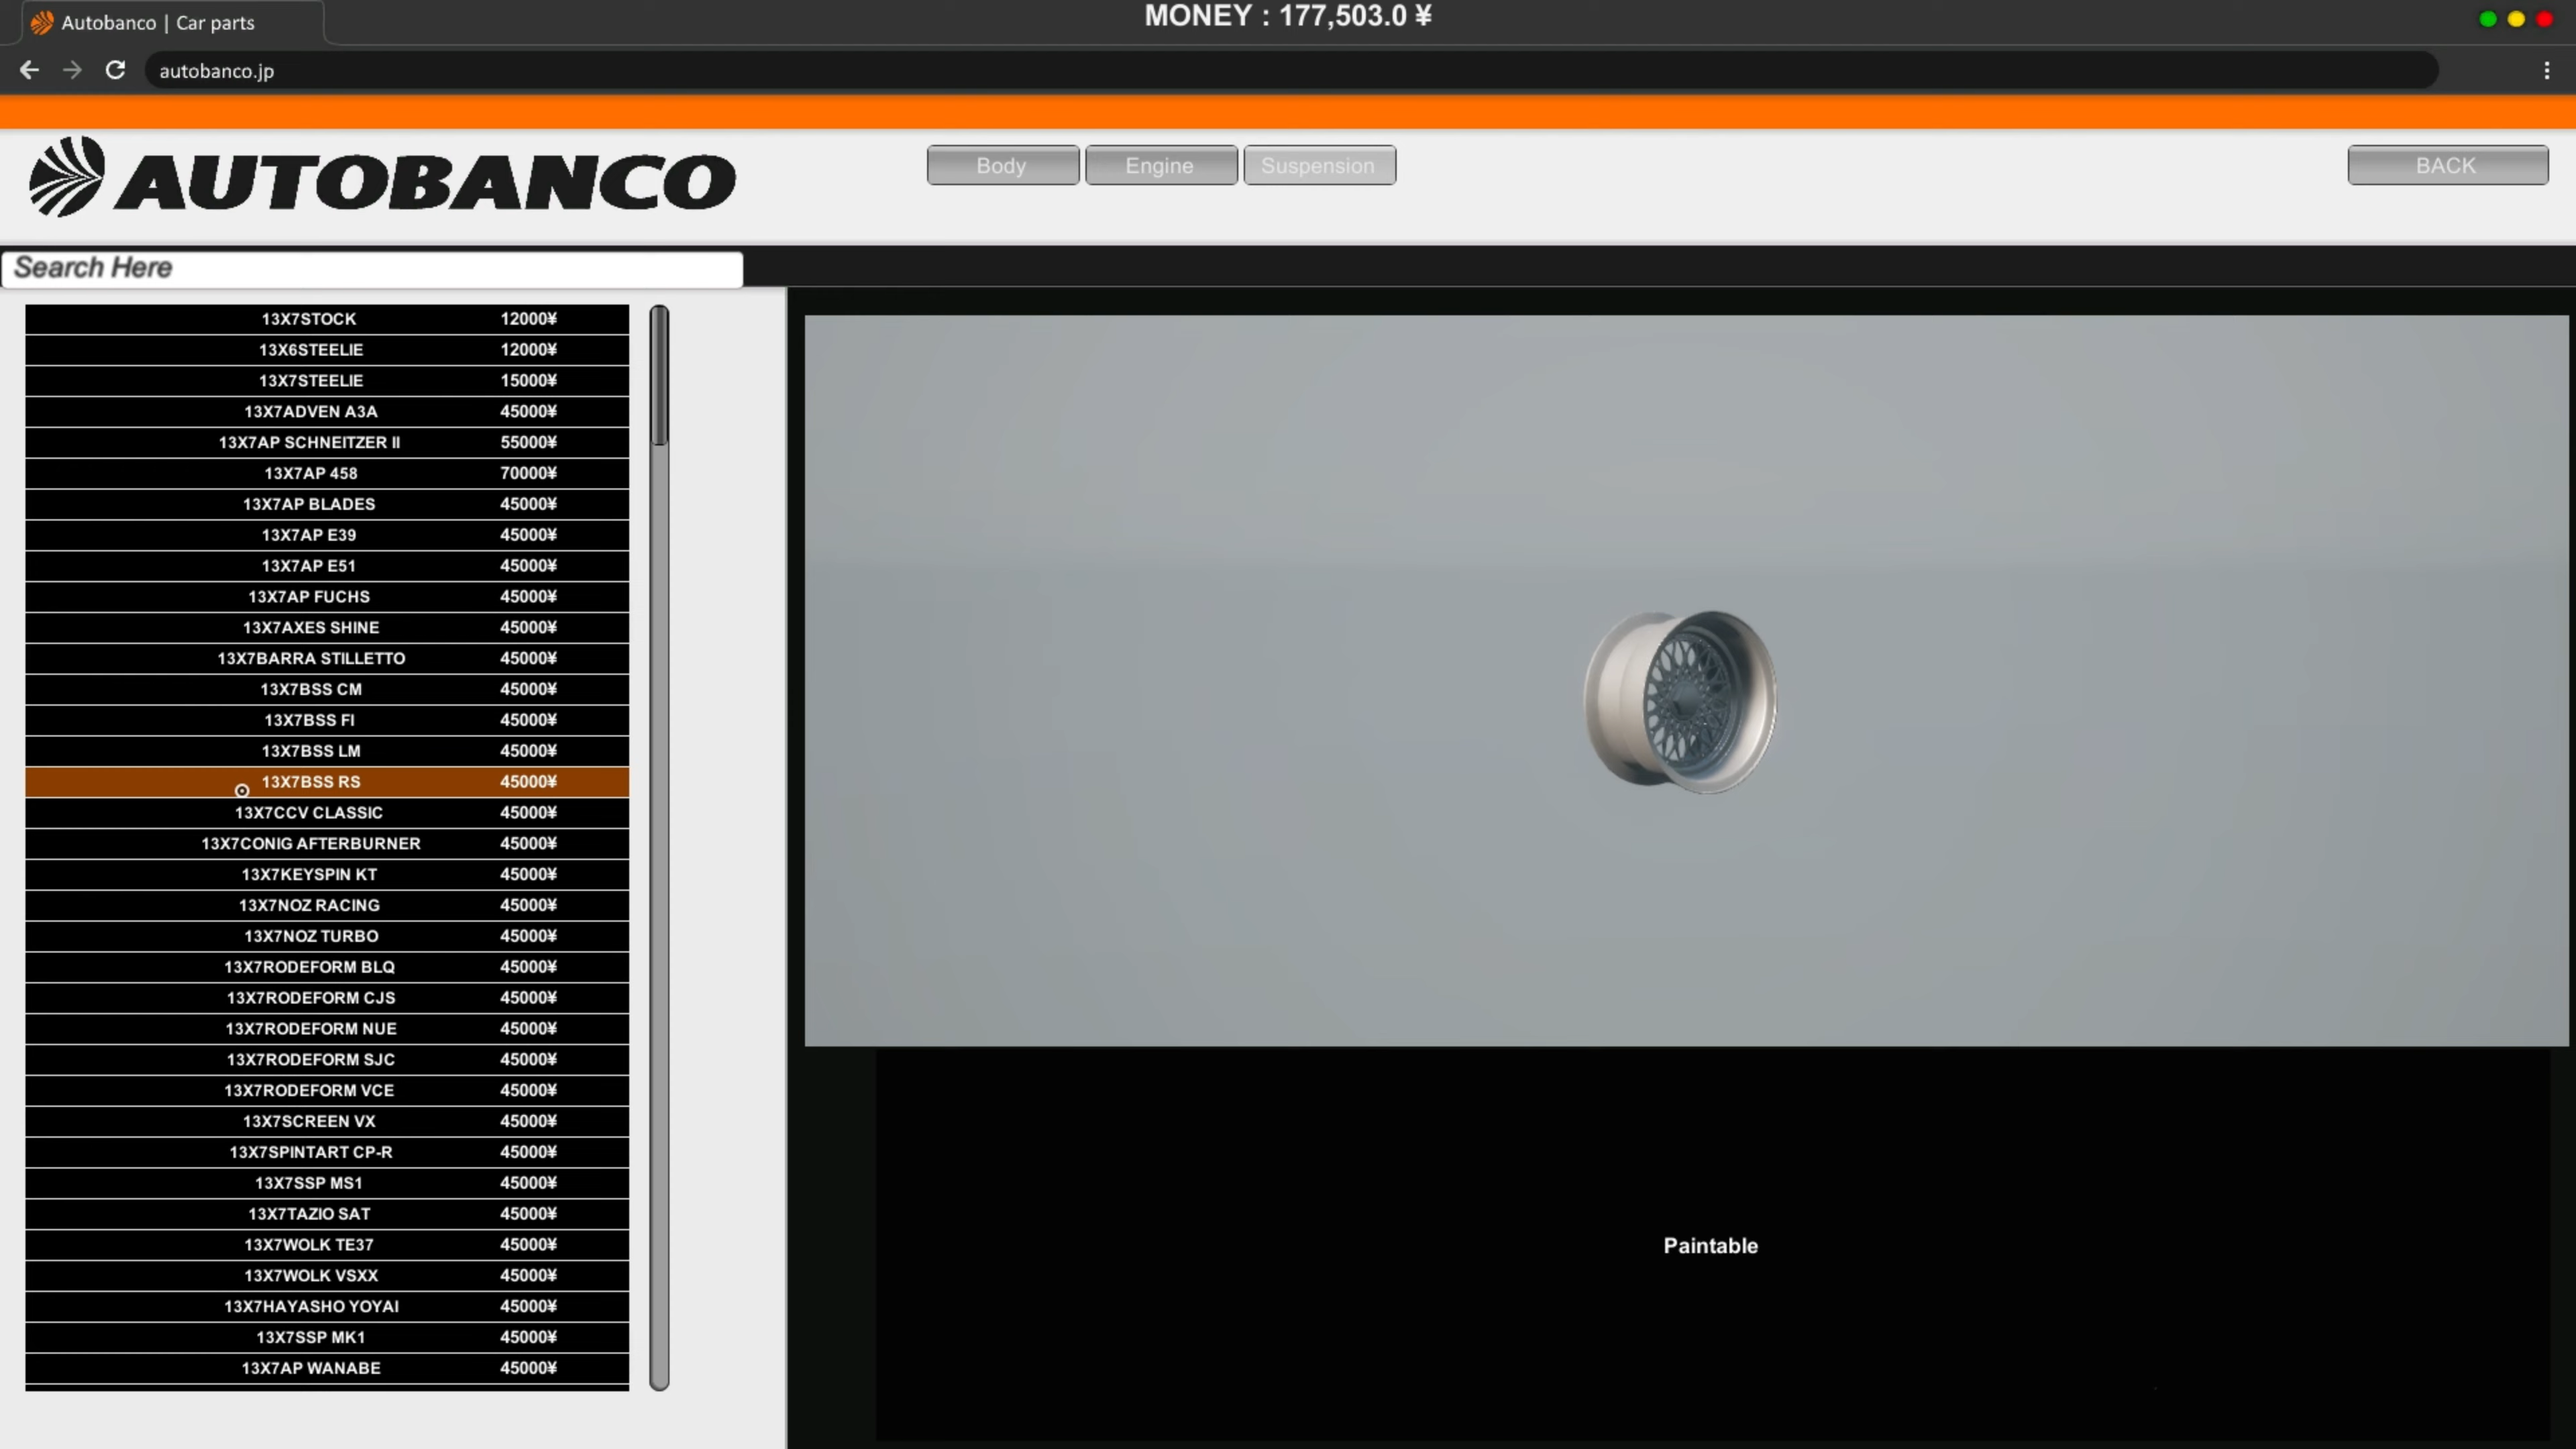 Autobanco | Car parts
MONEY : 177,503.0 ¥
autobanco.jp
AUTOBANCO
Body
Engine
Suspension
BACK
Search Here
13X7STOCK 12000¥
13X6STEELIE 12000¥
13X7STEELIE 15000¥
13X7ADVEN A3A 45000¥
13X7AP SCHNEITZER II 55000¥
13X7AP 458 70000¥
13X7AP BLADES 45000¥
13X7AP E39 45000¥
13X7AP E51 45000¥
13X7AP FUCHS 45000¥
13X7AXES SHINE 45000¥
13X7BARRA STILLETTO 45000¥
13X7BSS CM 45000¥
13X7BSS FI 45000¥
13X7BSS LM 45000¥
13X7BSS RS 45000¥
13X7CCV CLASSIC 45000¥
13X7CONIG AFTERBURNER 45000¥
13X7KEYSPIN KT 45000¥
13X7NOZ RACING 45000¥
13X7NOZ TURBO 45000¥
13X7RODEFORM BLQ 45000¥
13X7RODEFORM CJS 45000¥
13X7RODEFORM NUE 45000¥
13X7RODEFORM SJC 45000¥
13X7RODEFORM VCE 45000¥
13X7SCREEN VX 45000¥
13X7SPINTART CP-R 45000¥
13X7SSP MS1 45000¥
13X7TAZIO SAT 45000¥
13X7WOLK TE37 45000¥
13X7WOLK VSXX 45000¥
13X7HAYASHO YOYAI 45000¥
13X7SSP MK1 45000¥
13X7AP WANABE 45000¥
Paintable